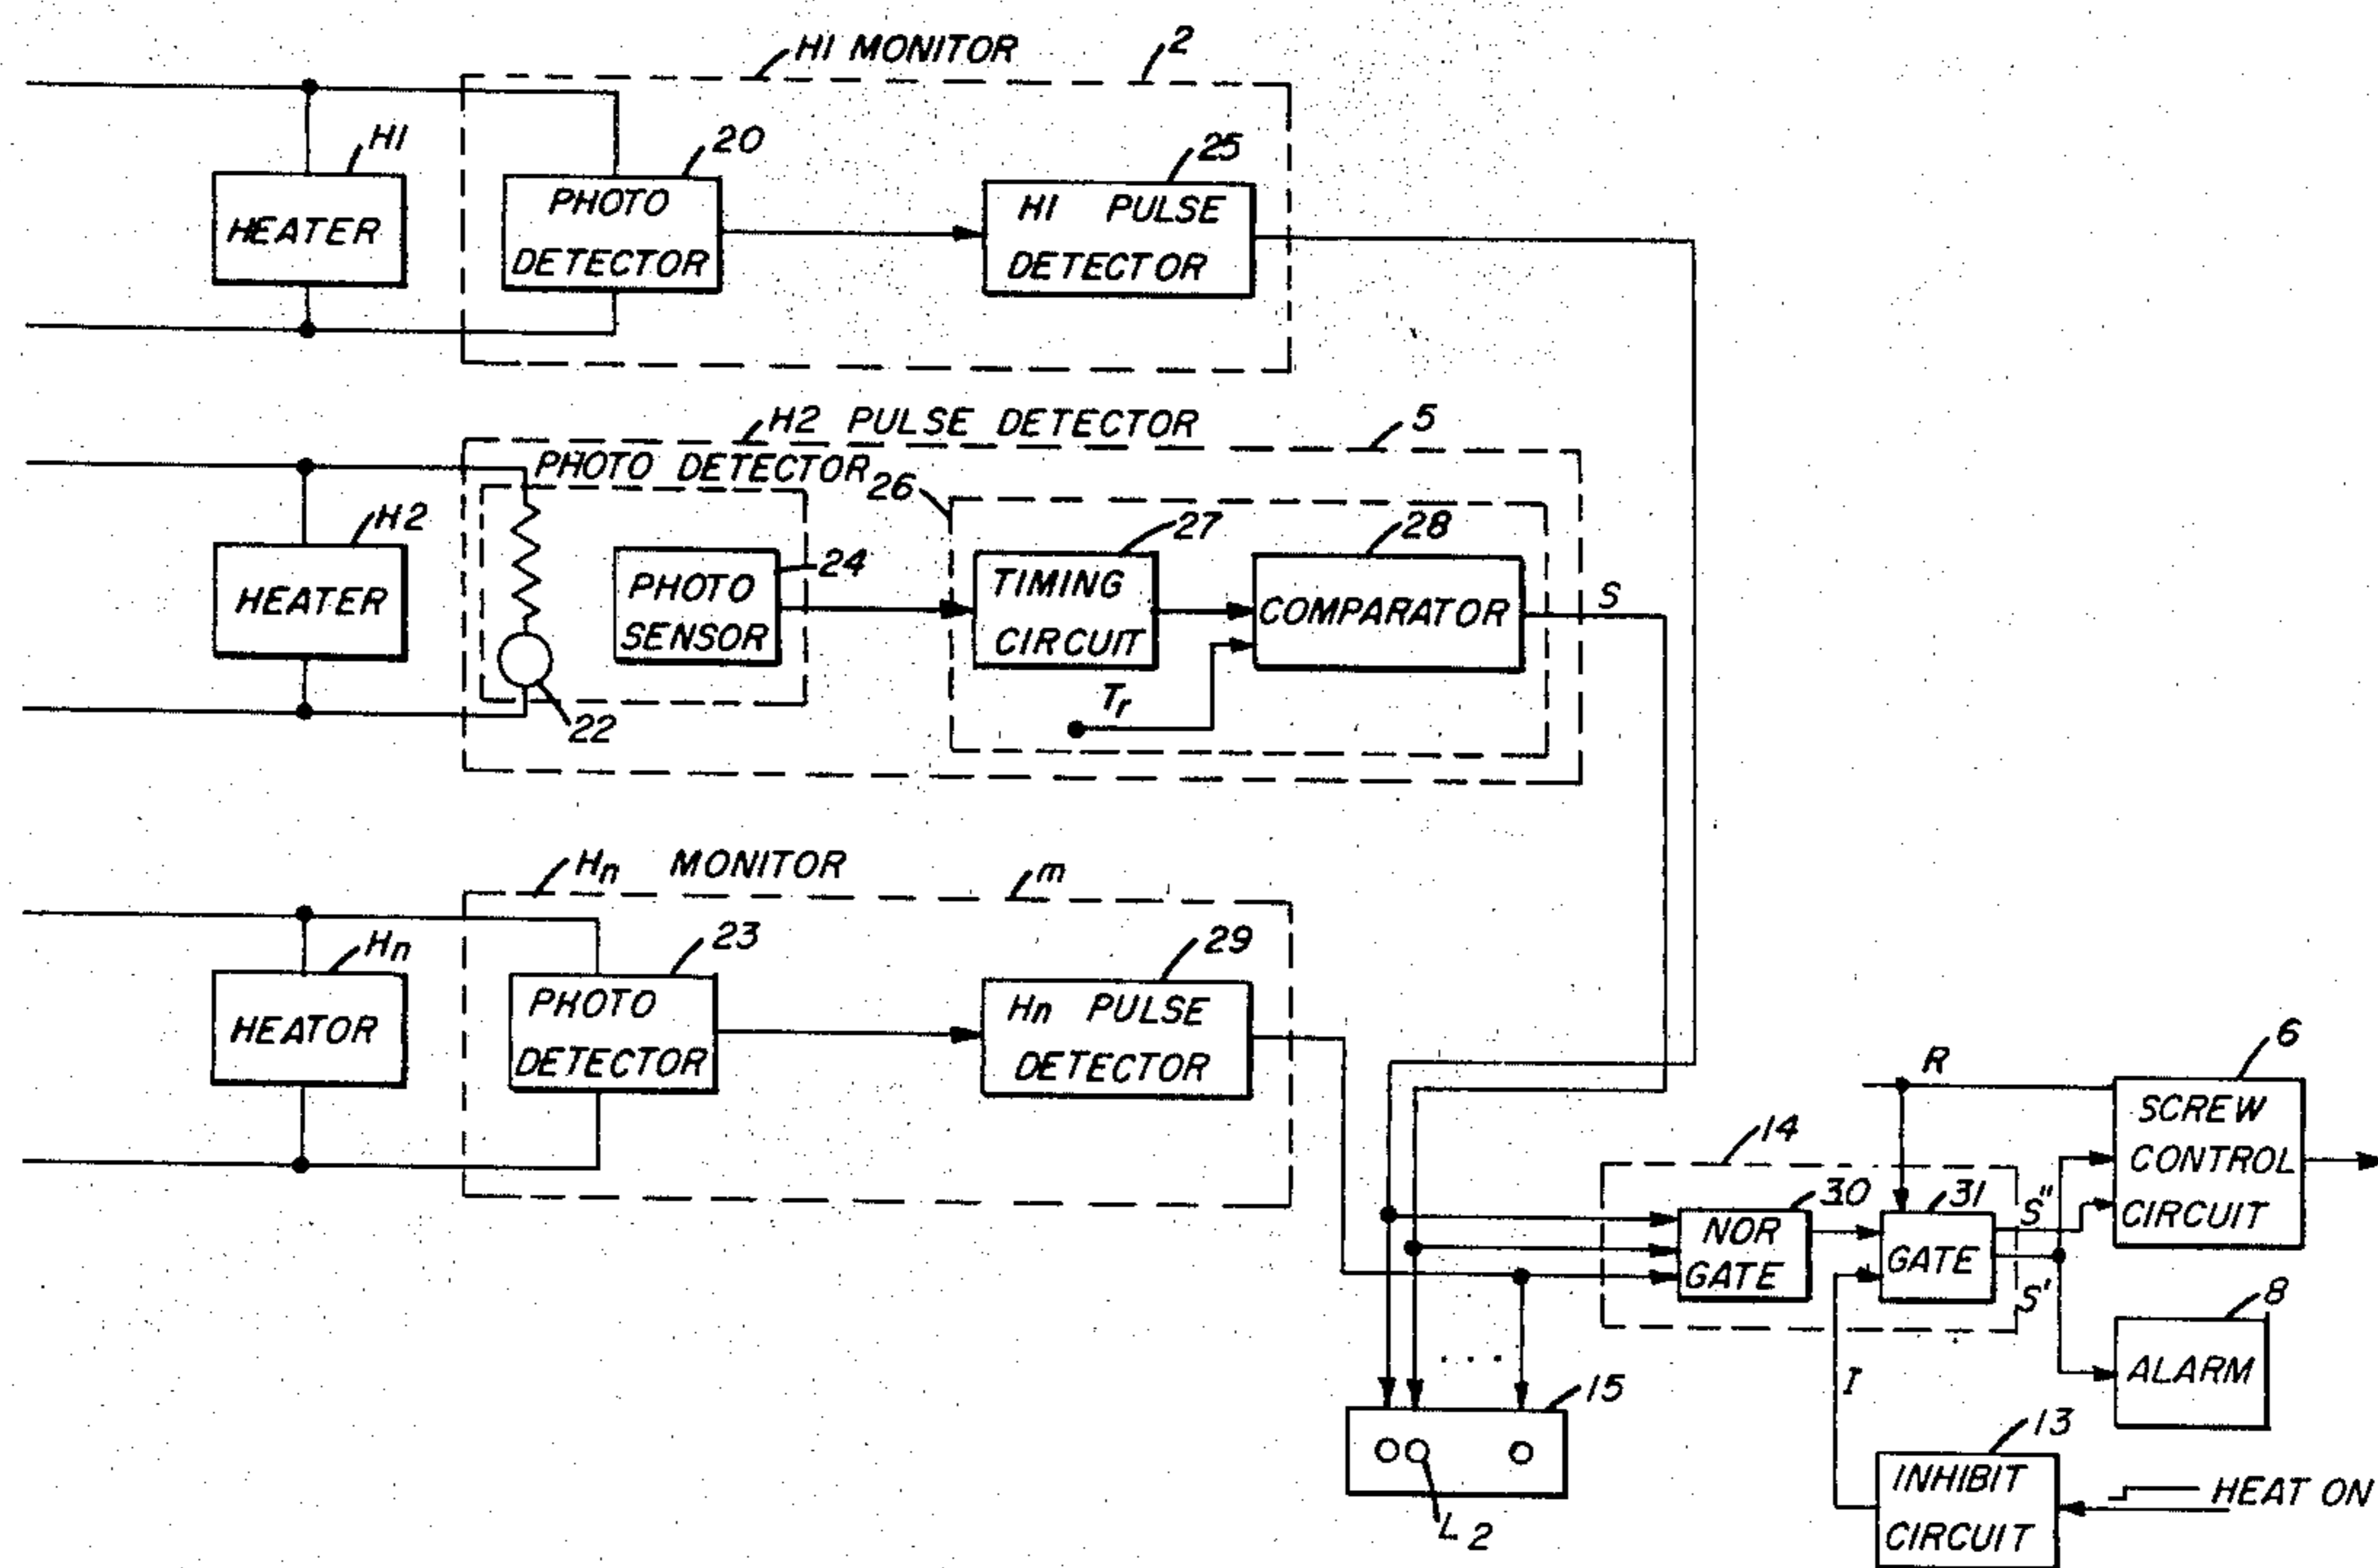 H1 MONITOR 2
H1
20
25
HEATER
PHOTO
DETECTOR
H1 PULSE
DETECTOR
H2 PULSE DETECTOR 5
PHOTO DETECTOR
26
H2
27
28
24
HEATER
PHOTO
SENSOR
TIMING
CIRCUIT
COMPARATOR
S
Tr
22
Hn MONITOR m
Hn
23
29
HEATOR
PHOTO
DETECTOR
Hn PULSE
DETECTOR
R
6
SCREW
CONTROL
CIRCUIT
14
30
31
S"
NOR
GATE
GATE
S'
8
ALARM
I
...
15
L2
13
INHIBIT
CIRCUIT
HEAT ON